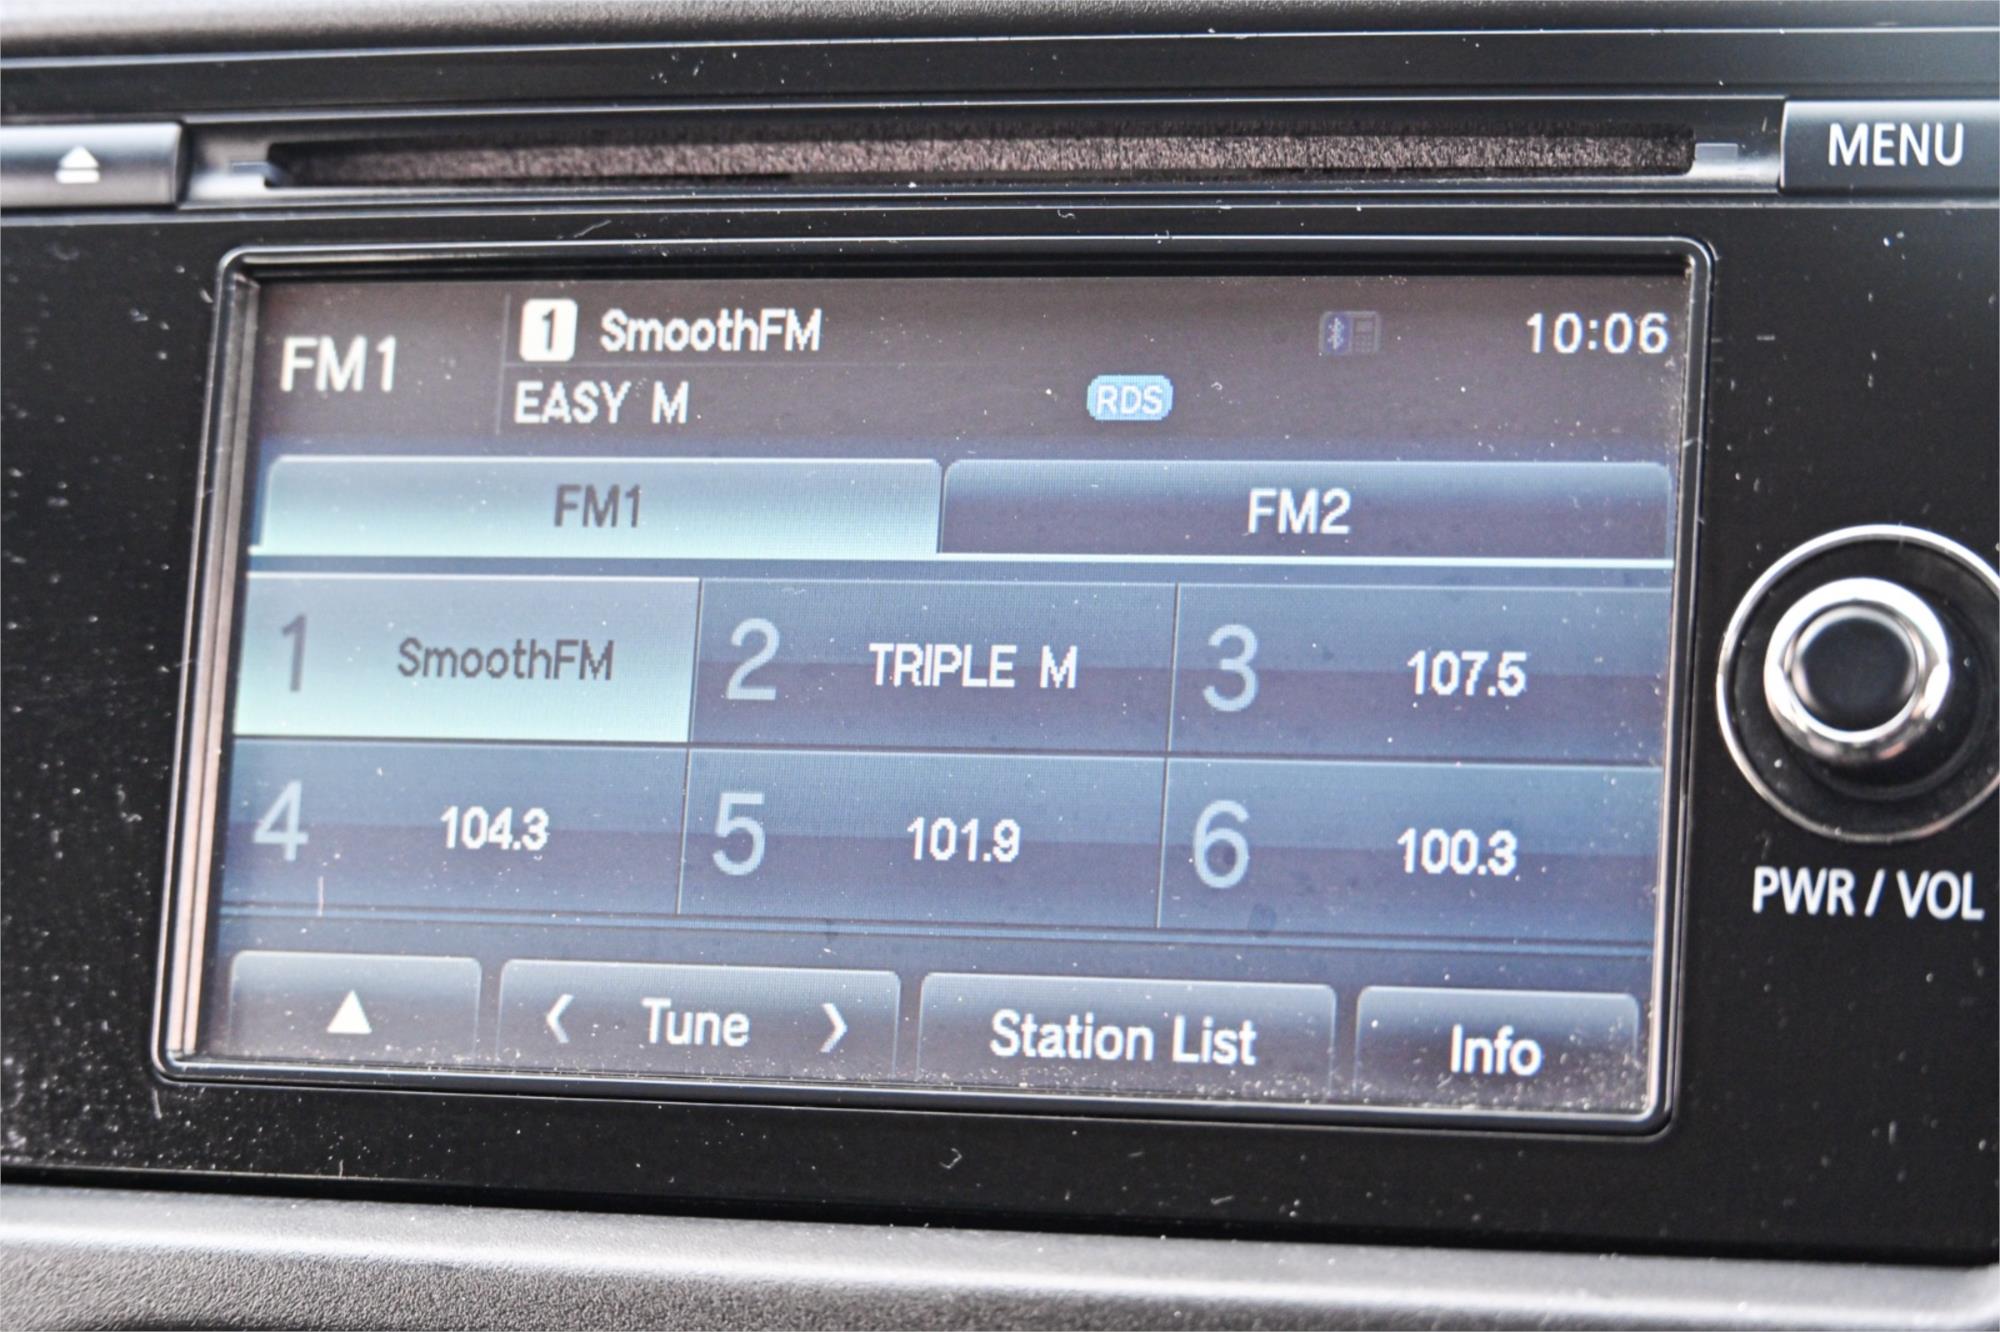 MENU
FM1
1 SmoothFM
10:06
EASY M
RDS
FM1
FM2
1 SmoothFM
2 TRIPLE M
3 107.5
4 104.3
5 101.9
6 100.3
Tune
Station List
Info
PWR / VOL